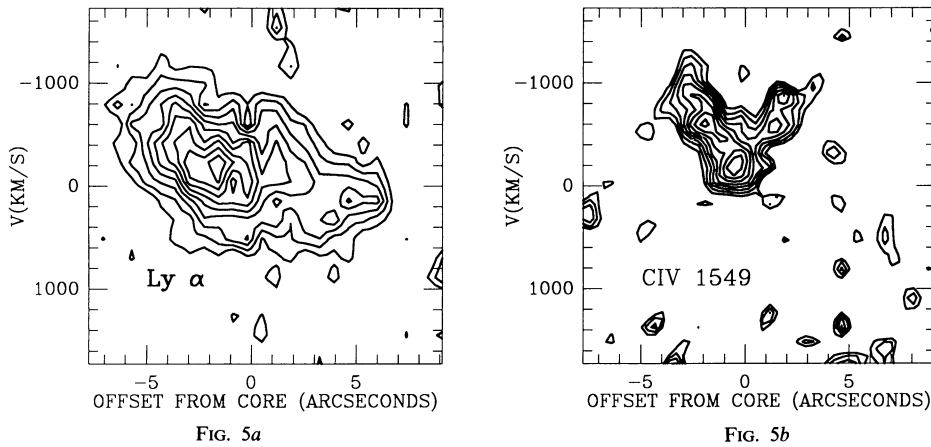 V(KM/S)
-1000
0
1000
Ly α
-5 0 5
OFFSET FROM CORE (ARCSECONDS)
FIG. 5a
V(KM/S)
-1000
0
1000
CIV 1549
-5 0 5
OFFSET FROM CORE (ARCSECONDS)
FIG. 5b